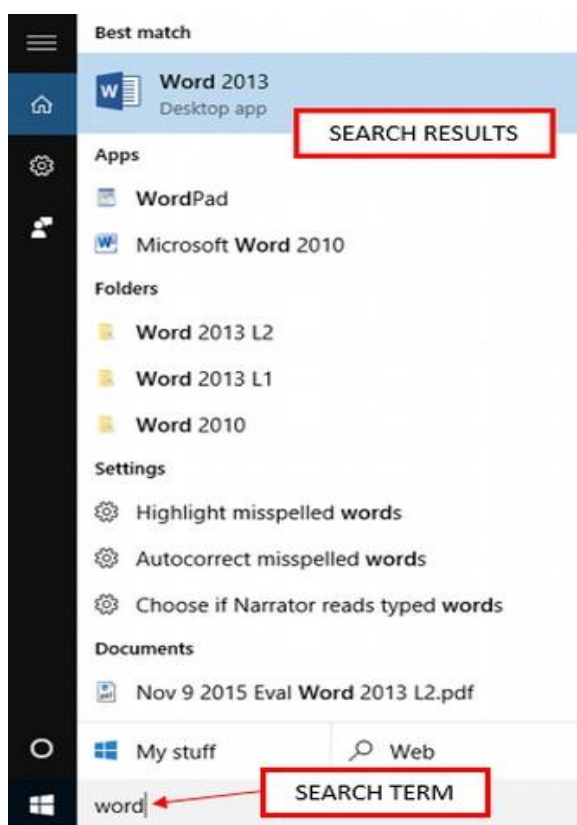 Best match
Word 2013
Desktop app
SEARCH RESULTS
Apps
WordPad
Microsoft Word 2010
Folders
Word 2013 L2
Word 2013 L1
Word 2010
Settings
Highlight misspelled words
Autocorrect misspelled words
Choose if Narrator reads typed words
Documents
Nov 9 2015 Eval Word 2013 L2.pdf
My stuff Web
word SEARCH TERM